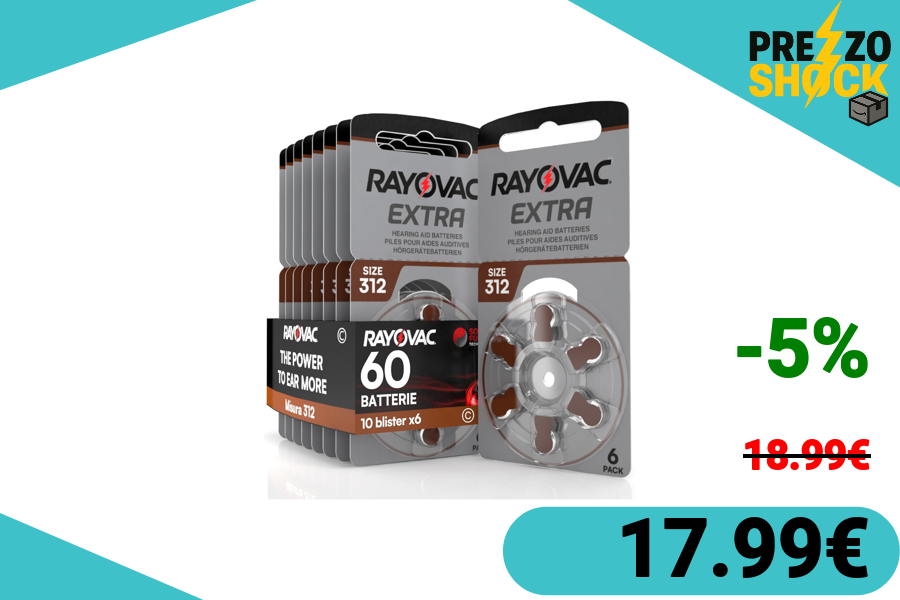 PREZZO
SHOCK
RAYOVAC
EXTRA
HEARING AID BATTERIES
PILES POUR AIDES AUDITIVES
HÖRGERÄTEBATTERIEN
SIZE
312
RAYOVAC®
EXTRA
HEARING AID BATTERIES
PILES POUR AIDES AUDITIVES
HÖRGERÄTEBATTERIEN
SIZE
312
6
PACK
RAYOVAC
THE POWER
TO EAR MORE
Misura 312
©
RAYOVAC
60
BATTERIE
10 blister x6
©
-5%
18.99€
17.99€